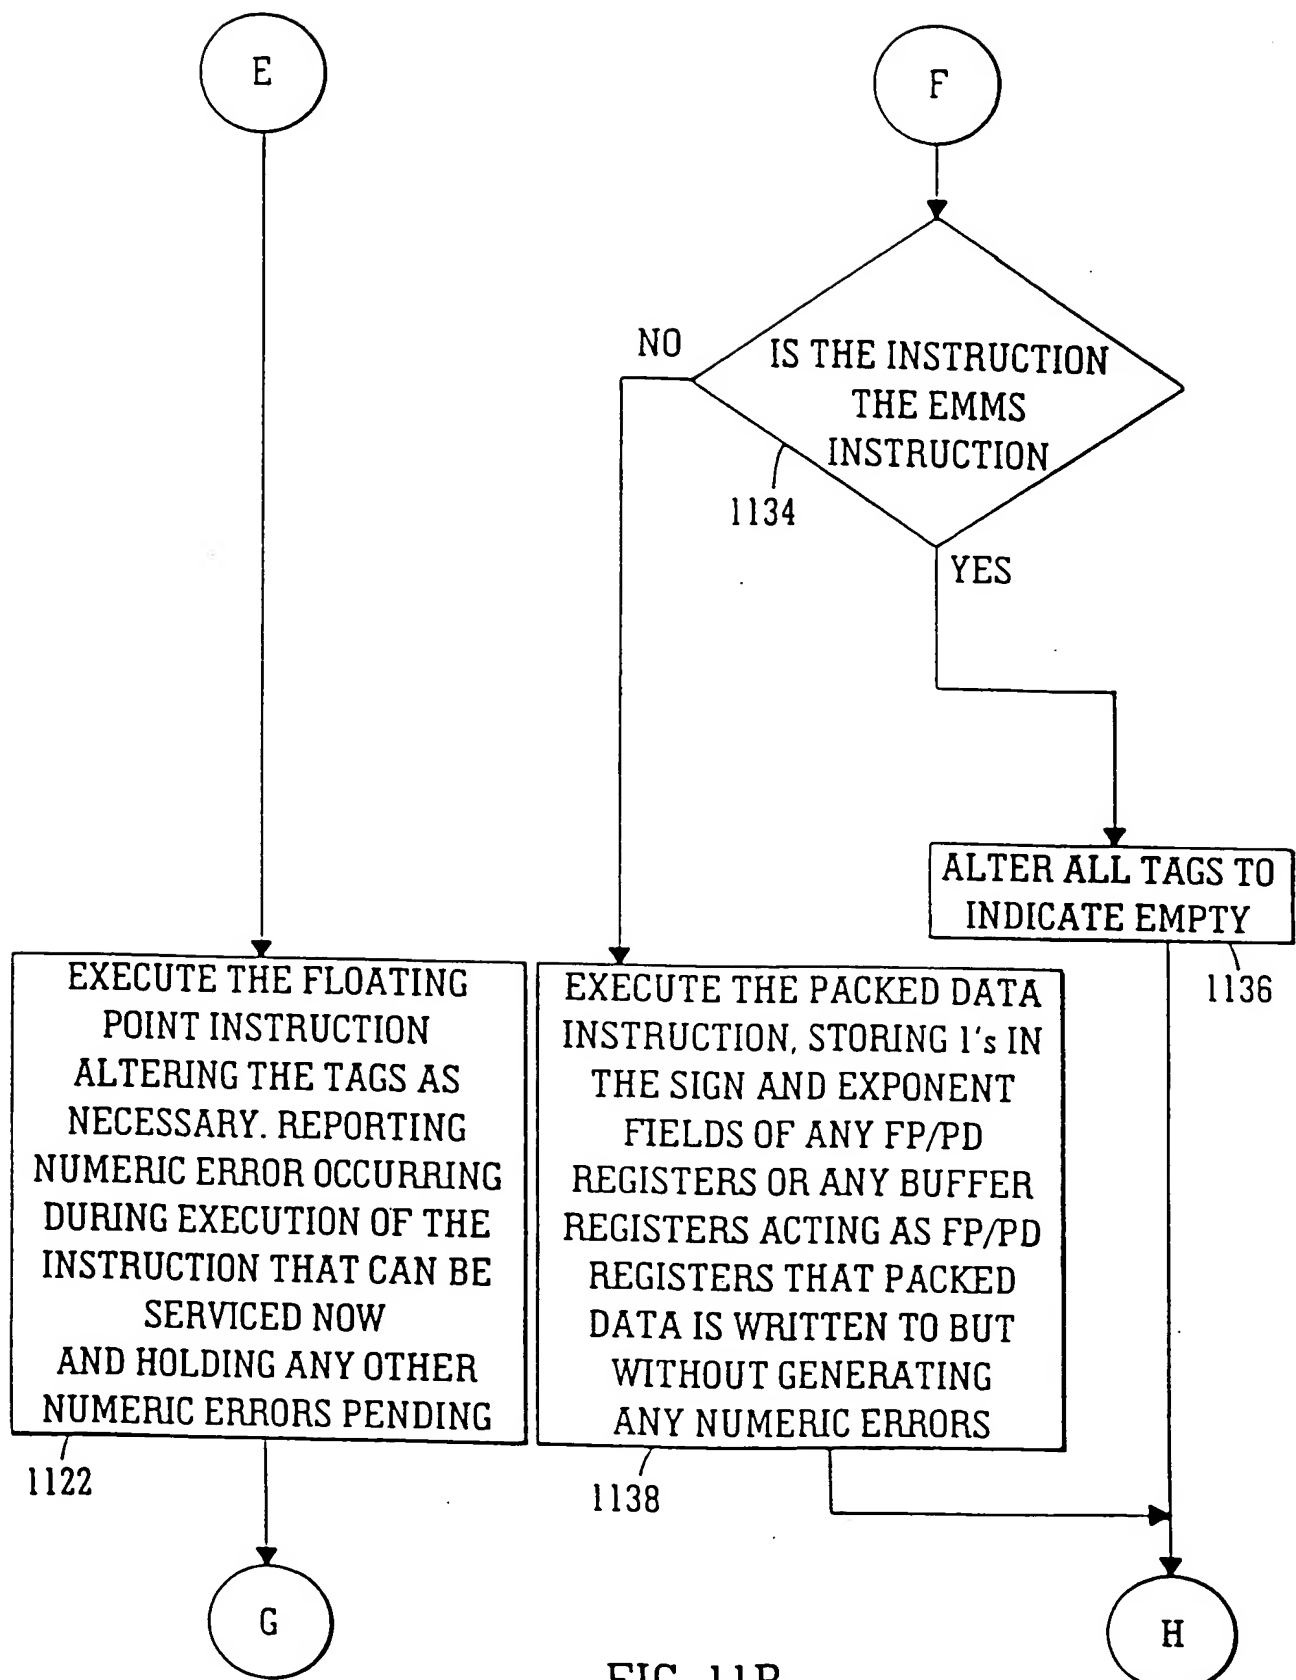 E
F
NO
IS THE INSTRUCTION
THE EMMS
INSTRUCTION
1134
YES
ALTER ALL TAGS TO
INDICATE EMPTY
1136
EXECUTE THE FLOATING
POINT INSTRUCTION
ALTERING THE TAGS AS
NECESSARY. REPORTING
NUMERIC ERROR OCCURRING
DURING EXECUTION OF THE
INSTRUCTION THAT CAN BE
SERVICED NOW
AND HOLDING ANY OTHER
NUMERIC ERRORS PENDING
1122
EXECUTE THE PACKED DATA
INSTRUCTION, STORING 1's IN
THE SIGN AND EXPONENT
FIELDS OF ANY FP/PD
REGISTERS OR ANY BUFFER
REGISTERS ACTING AS FP/PD
REGISTERS THAT PACKED
DATA IS WRITTEN TO BUT
WITHOUT GENERATING
ANY NUMERIC ERRORS
1138
G
H
FIG. 11B